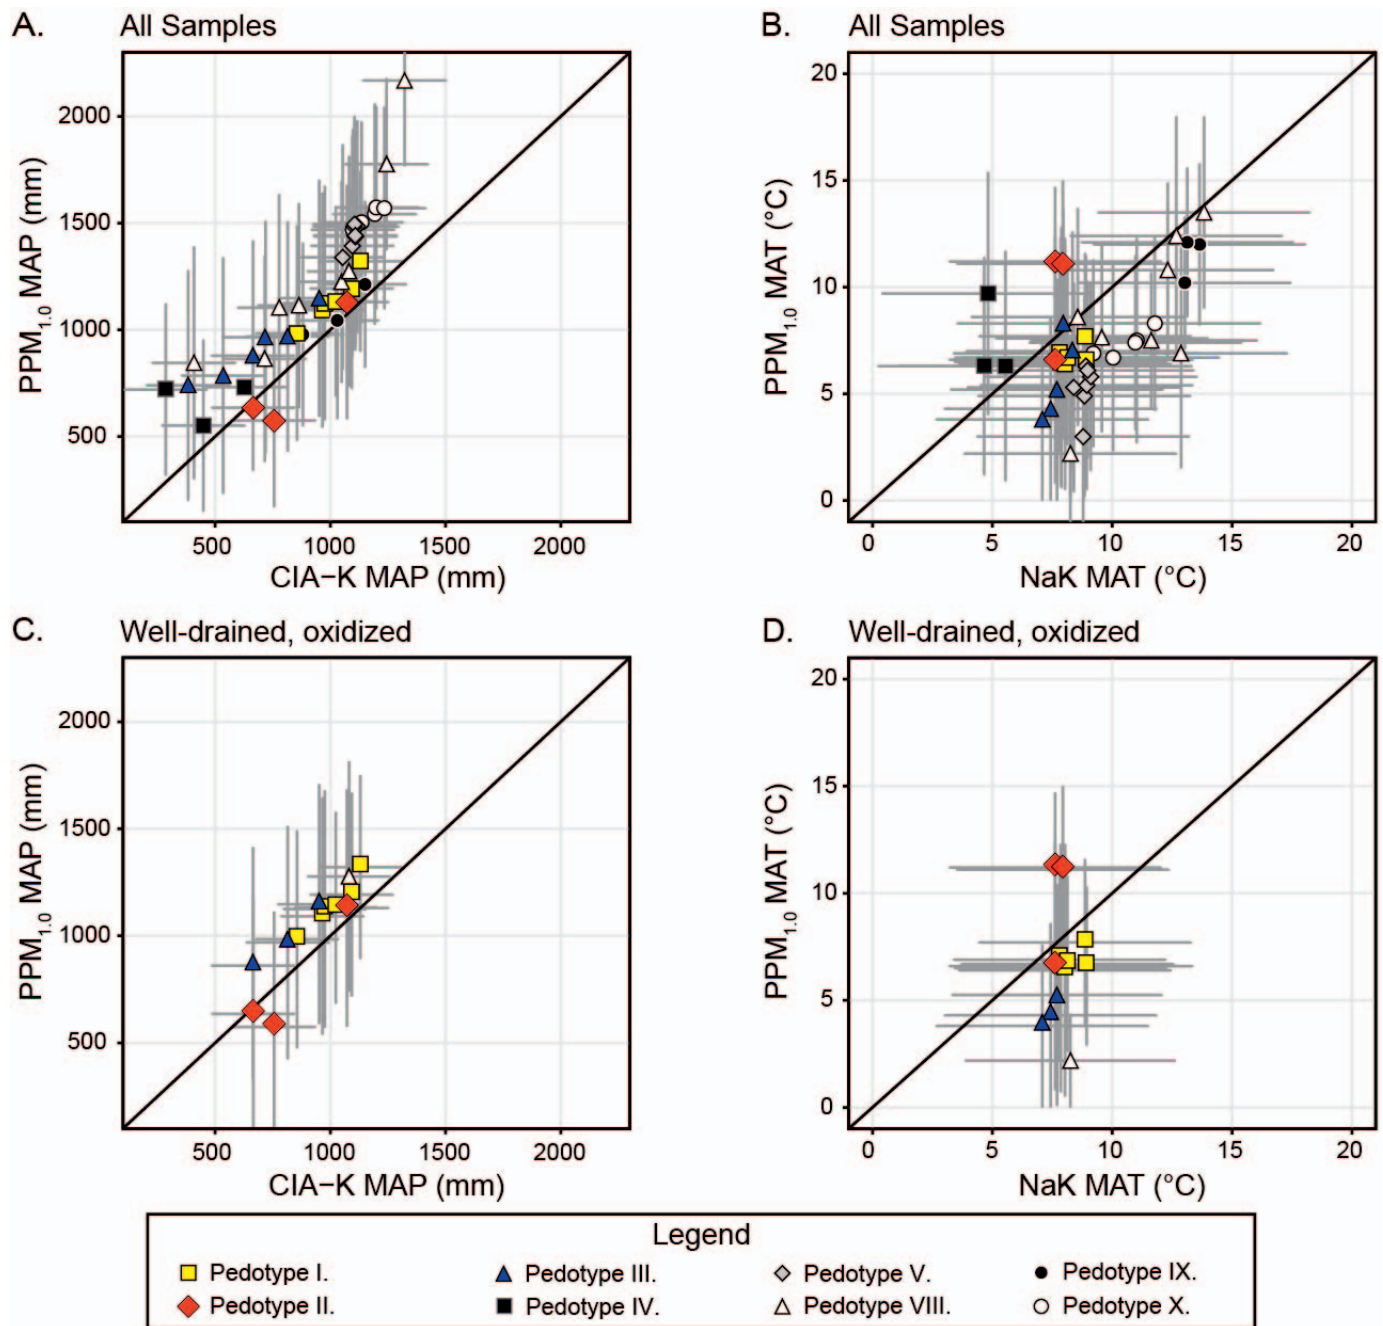 A. All Samples
2000
1500
1000
500
PPM1.0 MAP (mm)
500 1000 1500 2000
CIA−K MAP (mm)
B. All Samples
20
15
10
5
0
PPM1.0 MAT (°C)
0 5 10 15 20
NaK MAT (°C)
C. Well-drained, oxidized
2000
1500
1000
500
PPM1.0 MAP (mm)
500 1000 1500 2000
CIA−K MAP (mm)
D. Well-drained, oxidized
20
15
10
5
0
PPM1.0 MAT (°C)
0 5 10 15 20
NaK MAT (°C)
Legend
Pedotype I. Pedotype III. Pedotype V. Pedotype IX.
Pedotype II. Pedotype IV. Pedotype VIII. Pedotype X.